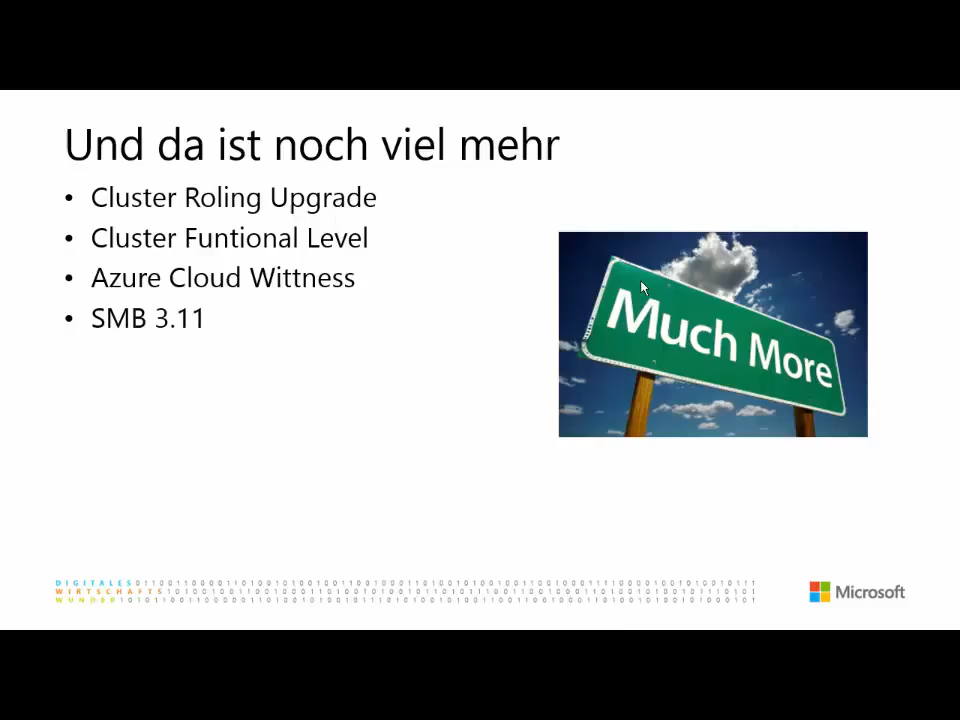 Und da ist noch viel mehr
• Cluster Roling Upgrade
• Cluster Funtional Level
• Azure Cloud Wittness
• SMB 3.11
Much More
DIGITALES
WIRTSCHAFTS
WUNDER
Microsoft